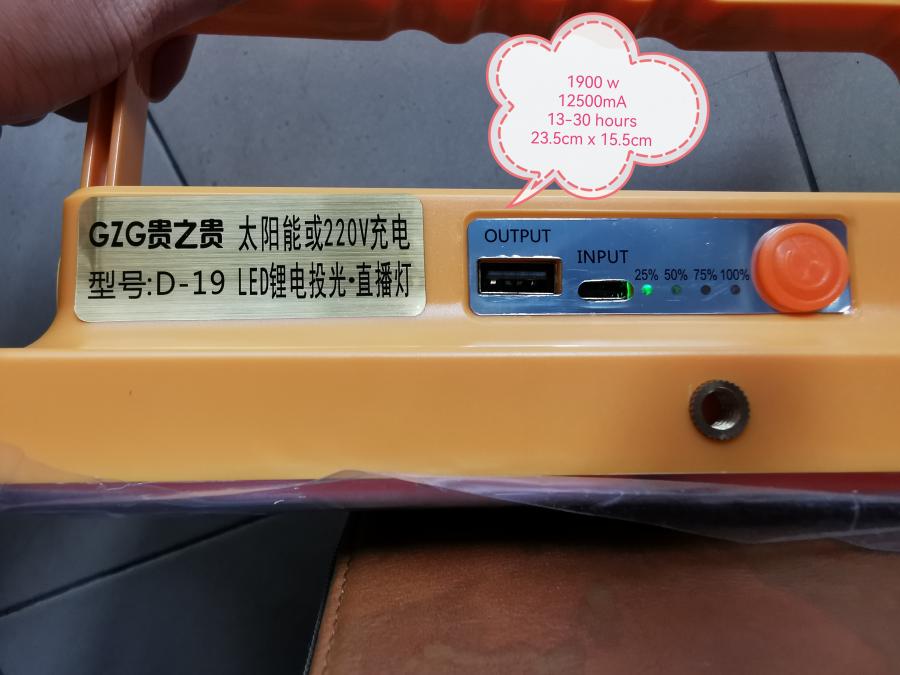 1900 w
12500mA
13-30 hours
23.5cm x 15.5cm
GZG贵之贵 太阳能或220V充电
型号:D-19 LED锂电投光·直播灯
OUTPUT
INPUT
25% 50% 75% 100%